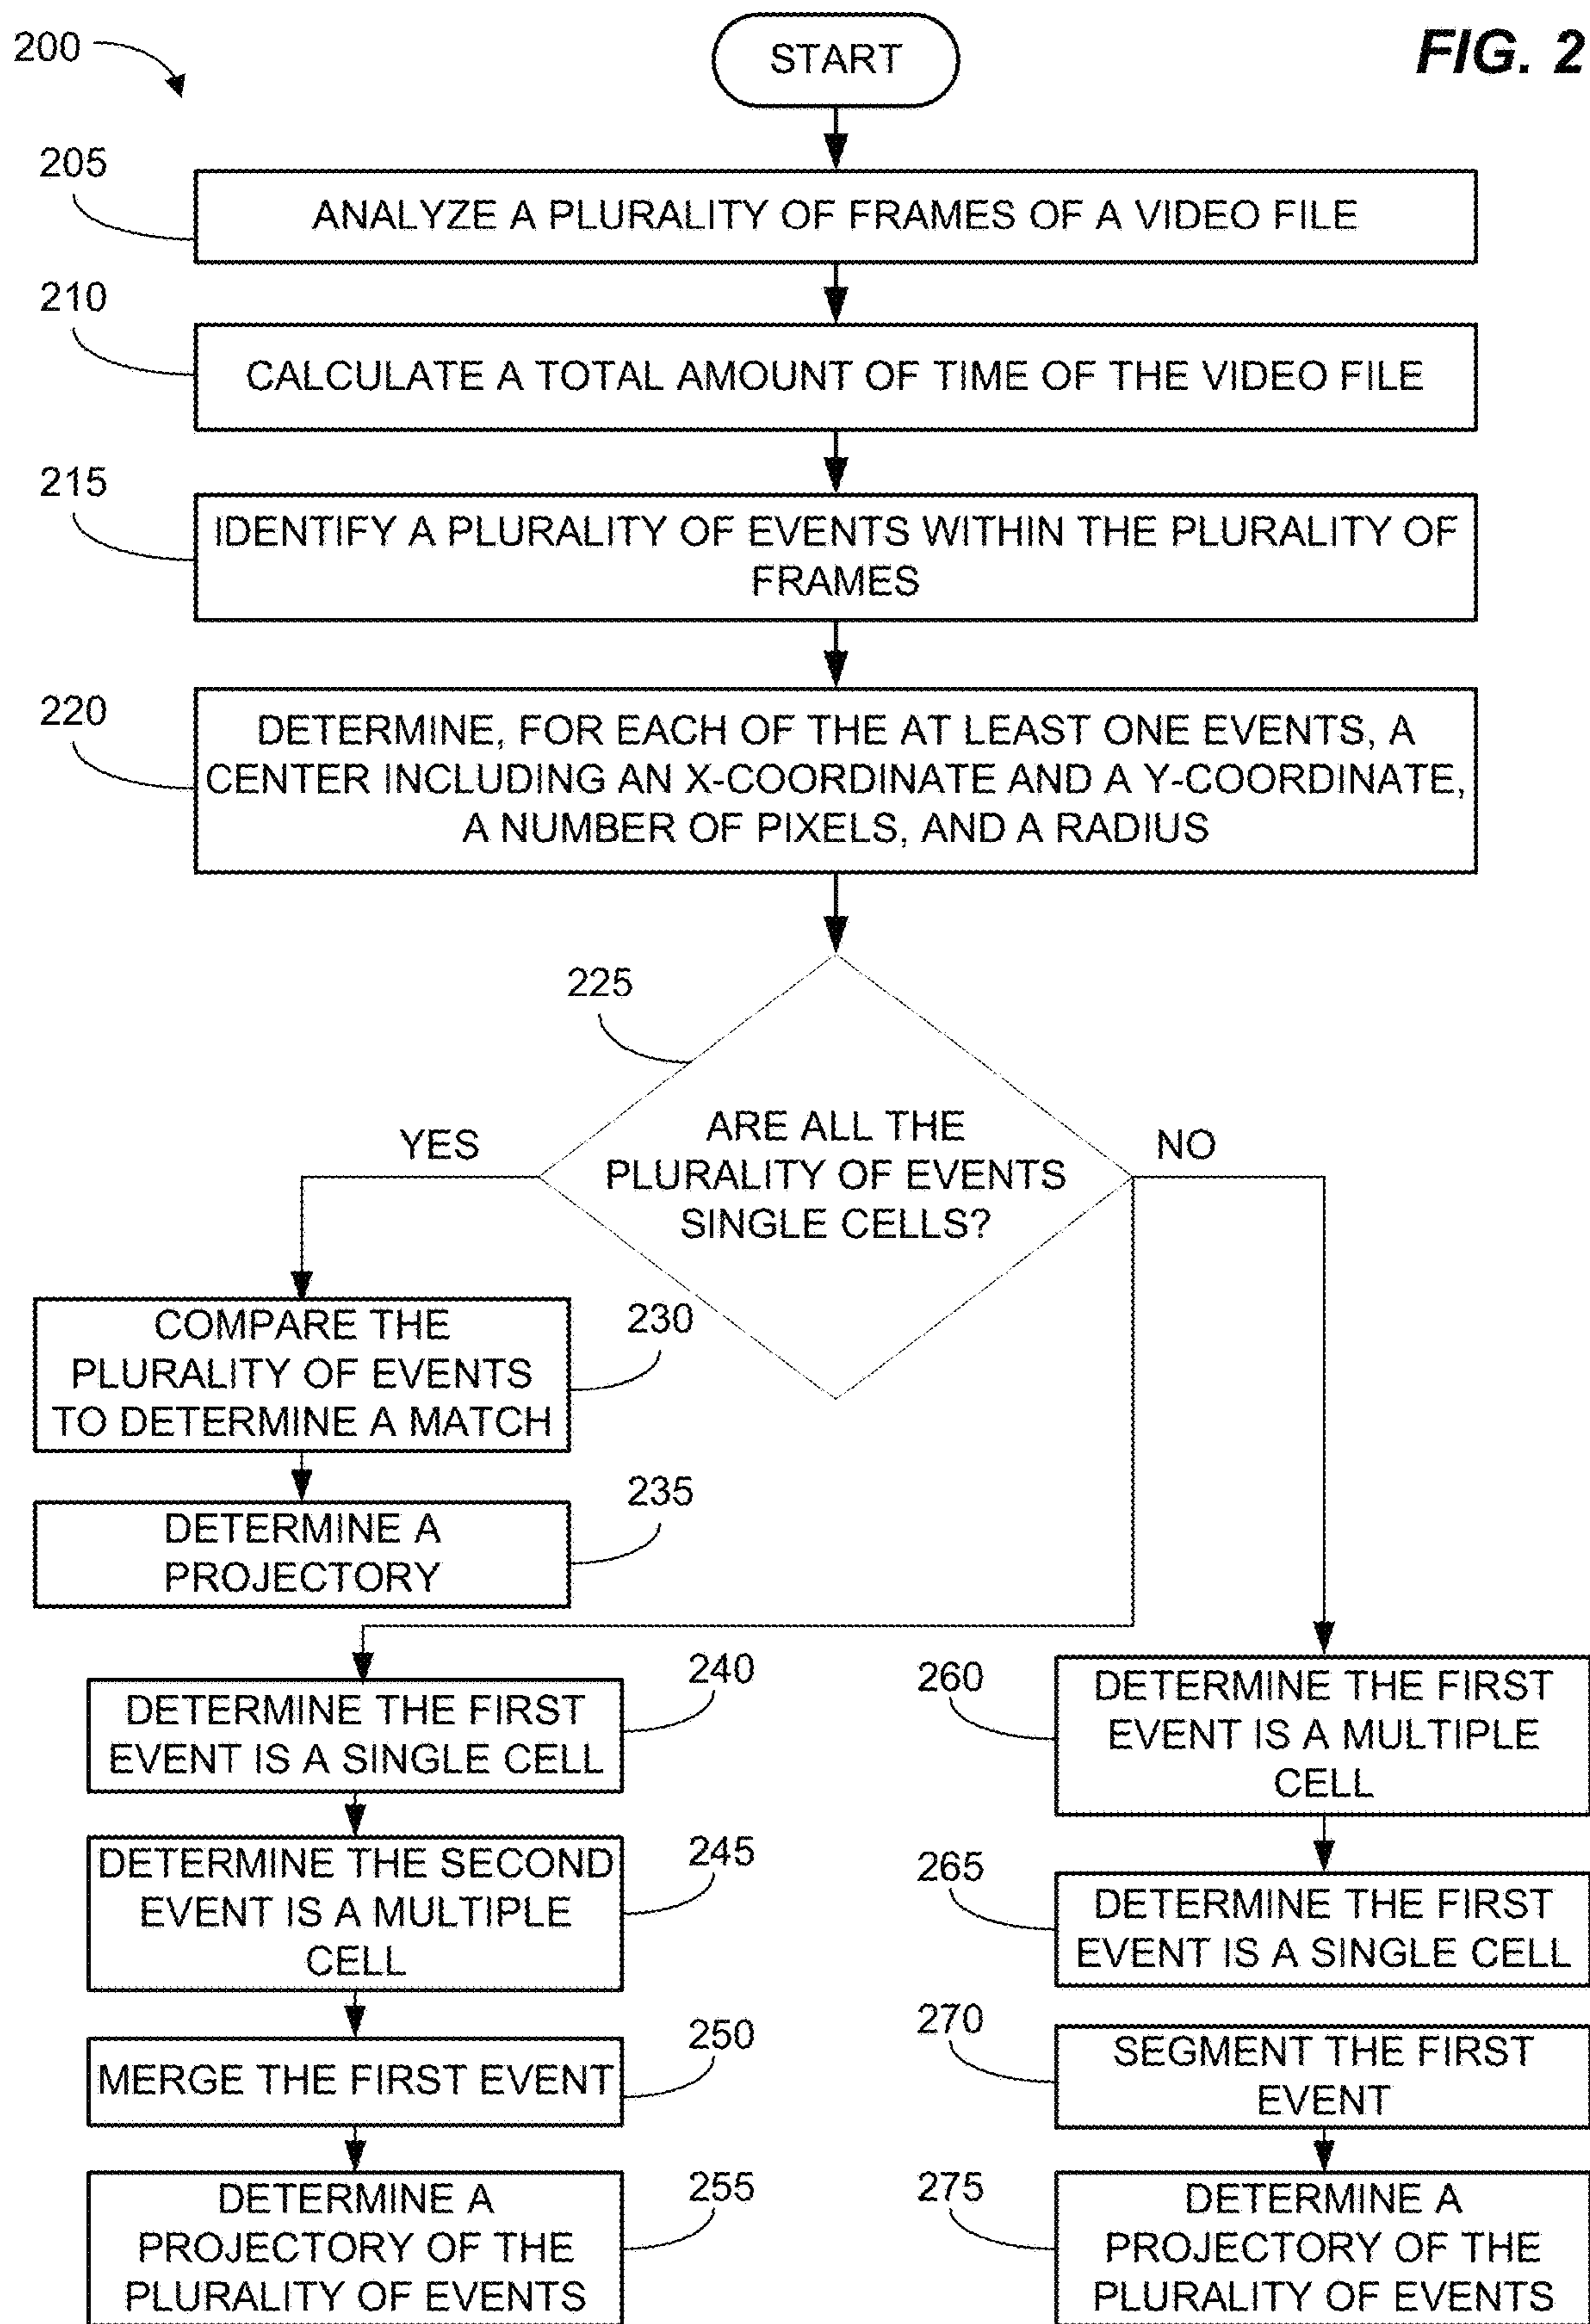 200
START
FIG. 2
205
ANALYZE A PLURALITY OF FRAMES OF A VIDEO FILE
210
CALCULATE A TOTAL AMOUNT OF TIME OF THE VIDEO FILE
215
IDENTIFY A PLURALITY OF EVENTS WITHIN THE PLURALITY OF
FRAMES
220
DETERMINE, FOR EACH OF THE AT LEAST ONE EVENTS, A
CENTER INCLUDING AN X-COORDINATE AND A Y-COORDINATE,
A NUMBER OF PIXELS, AND A RADIUS
225
ARE ALL THE
PLURALITY OF EVENTS
SINGLE CELLS?
YES
NO
COMPARE THE
PLURALITY OF EVENTS
TO DETERMINE A MATCH
230
DETERMINE A
PROJECTORY
235
DETERMINE THE FIRST
EVENT IS A SINGLE CELL
240
DETERMINE THE SECOND
EVENT IS A MULTIPLE
CELL
245
MERGE THE FIRST EVENT
250
DETERMINE A
PROJECTORY OF THE
PLURALITY OF EVENTS
255
260
DETERMINE THE FIRST
EVENT IS A MULTIPLE
CELL
265
DETERMINE THE FIRST
EVENT IS A SINGLE CELL
270
SEGMENT THE FIRST
EVENT
275
DETERMINE A
PROJECTORY OF THE
PLURALITY OF EVENTS